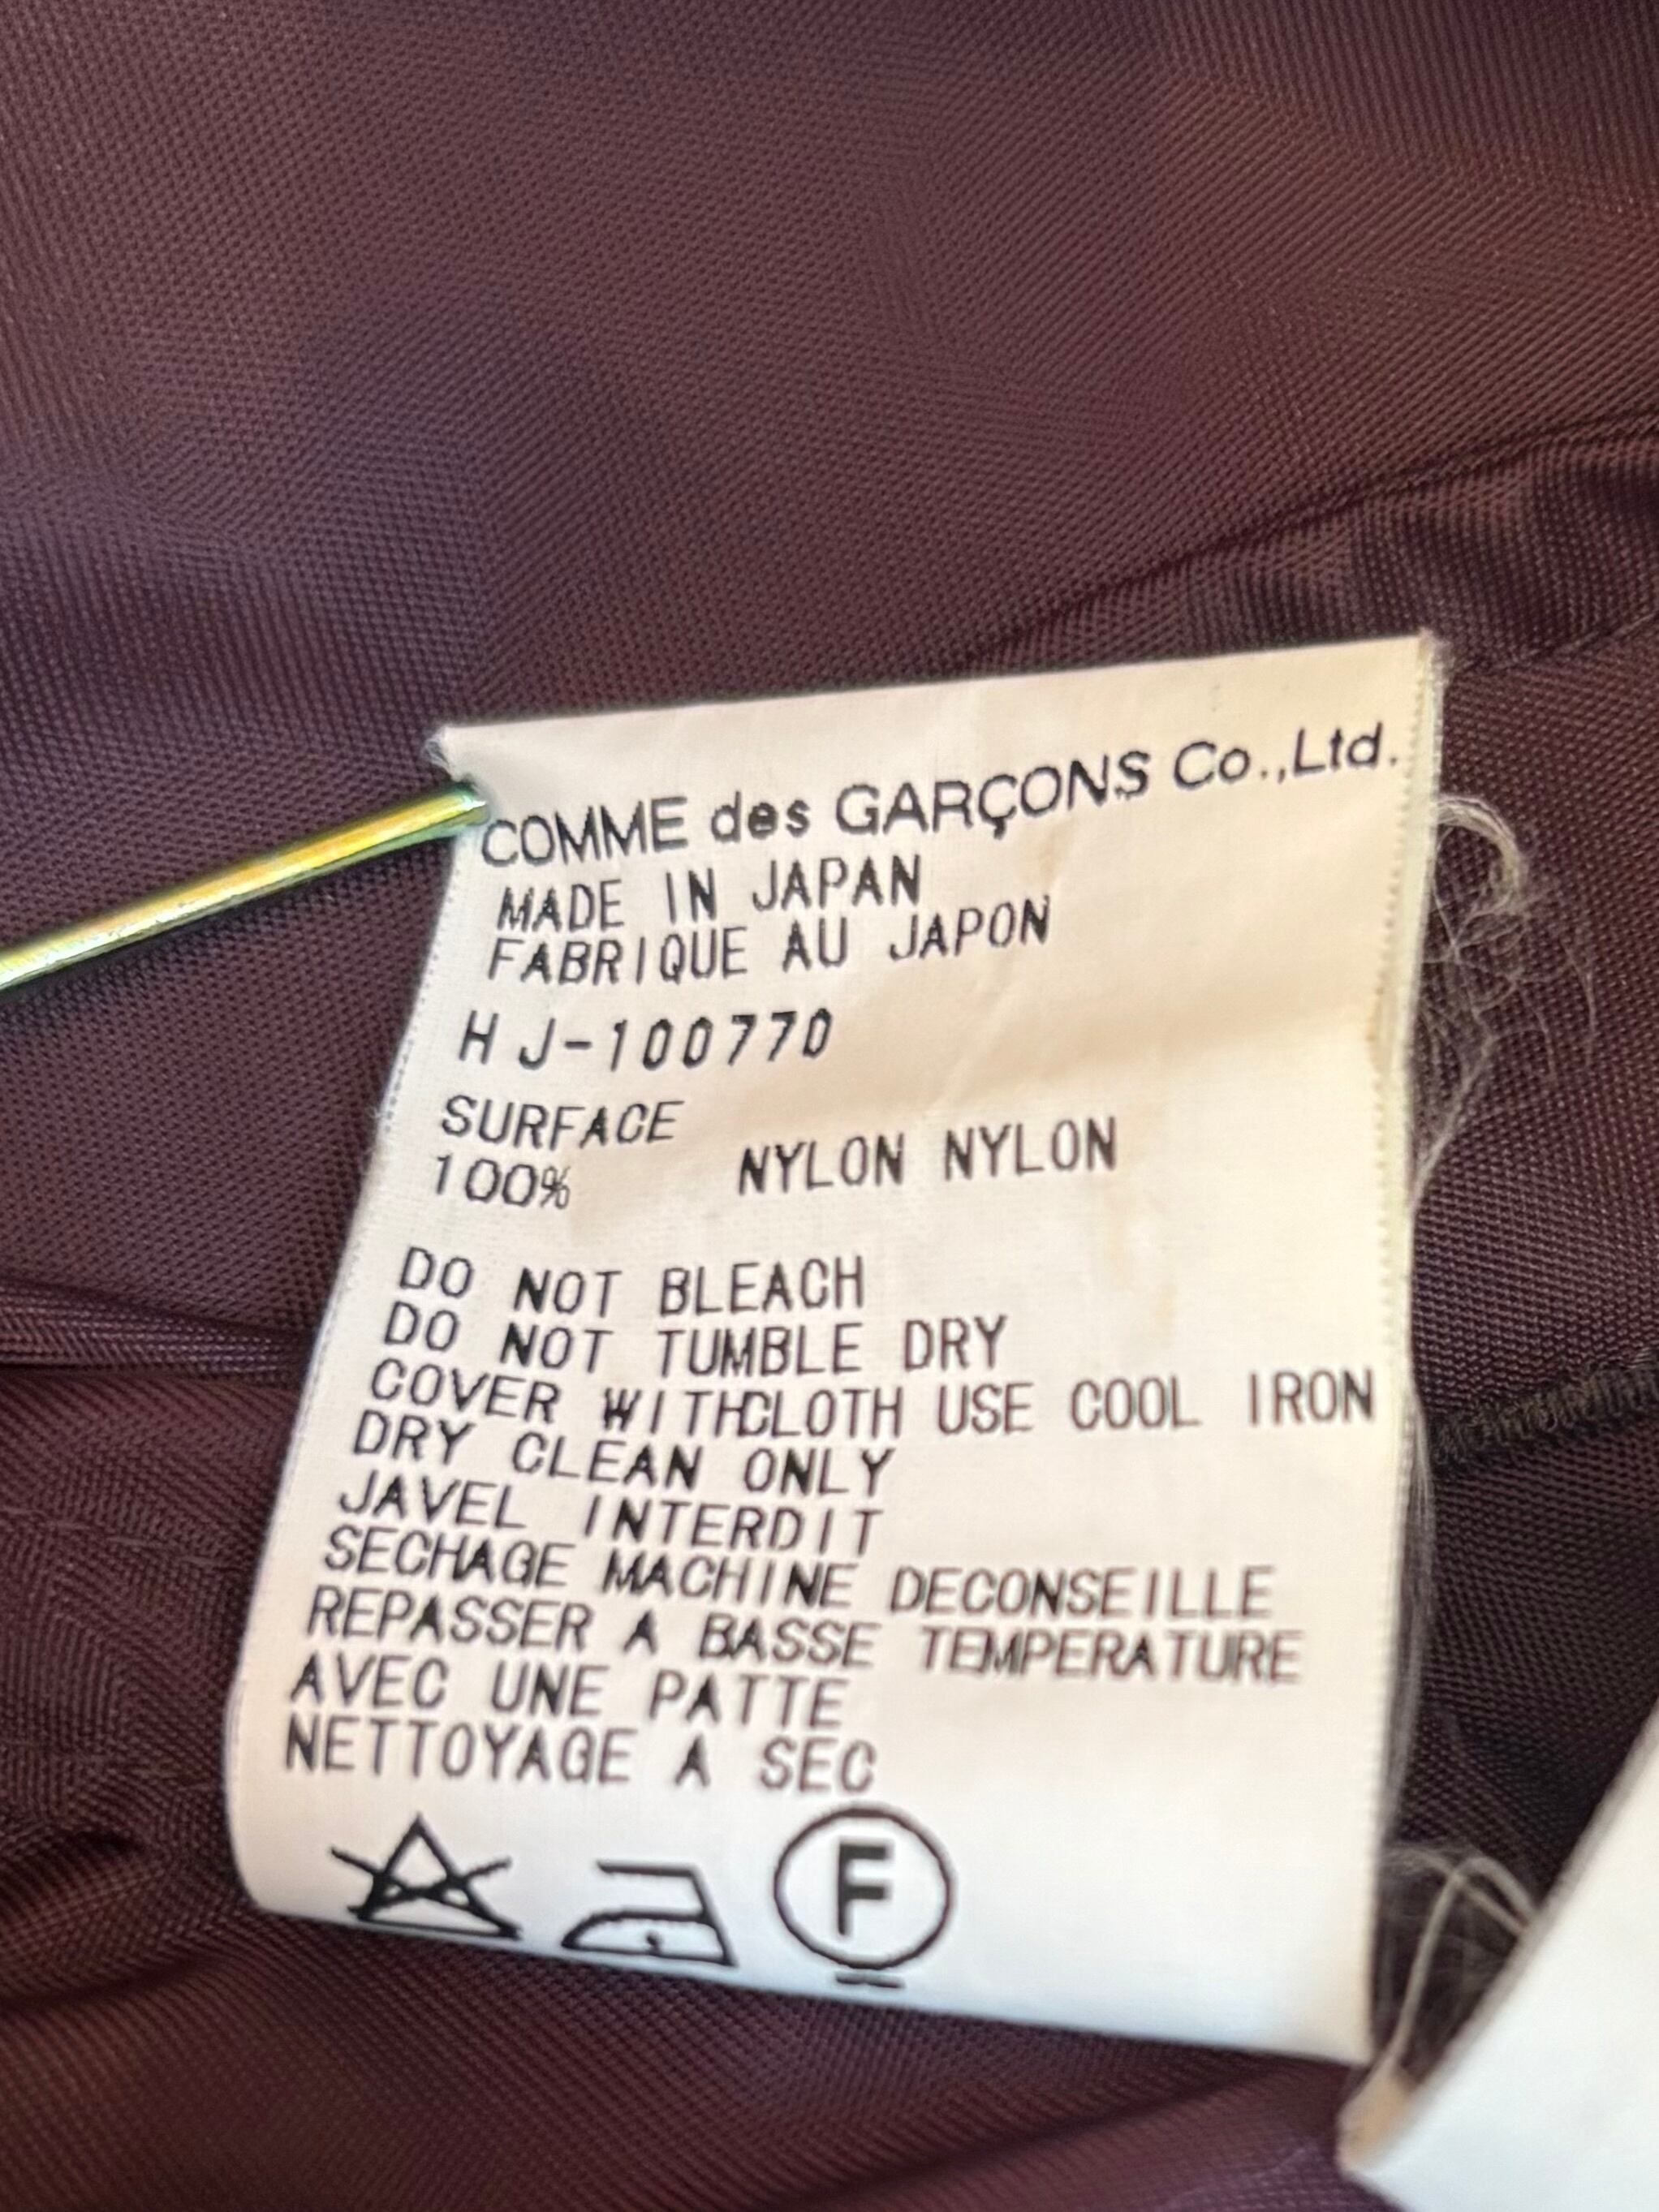 COMME des GARÇONS Co.,Ltd.
MADE IN JAPAN
FABRIQUE AU JAPON
HJ-100770
SURFACE
100% NYLON NYLON
DO NOT BLEACH
DO NOT TUMBLE DRY
COVER WITHCLOTH USE COOL IRON
DRY CLEAN ONLY
JAVEL INTERDIT
SECHAGE MACHINE DECONSEILLE
REPASSER A BASSE TEMPERATURE
AVEC UNE PATTE
NETTOYAGE A SEC
F